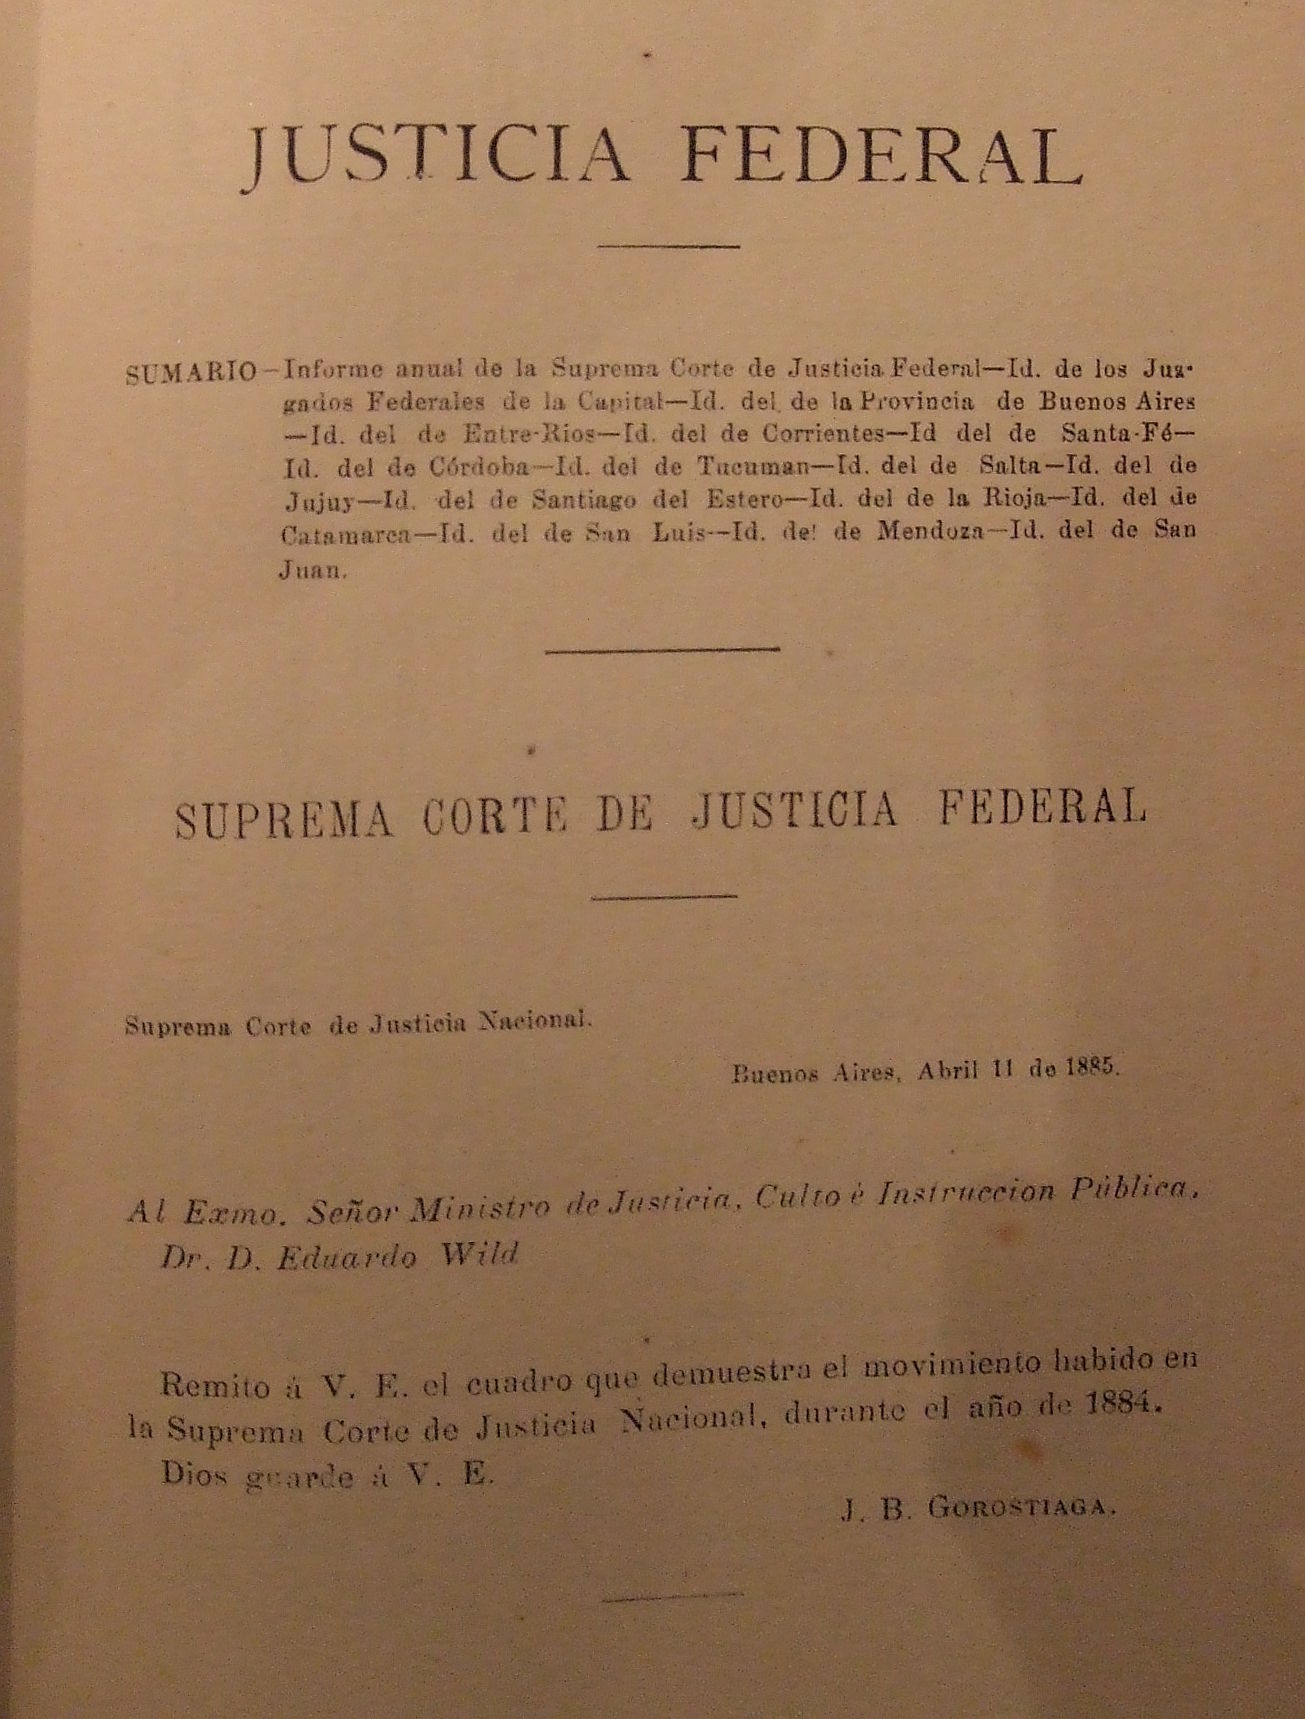 JUSTICIA FEDERAL
SUMARIO—Informe anual de la Suprema Corte de Justicia Federal—Id. de los Juz-
gados Federales de la Capital—Id. del de la Provincia de Buenos Aires
—Id. del de Entre-Rios—Id. del de Corrientes—Id del de Santa-Fé—
Id. del de Córdoba—Id. del de Tucuman—Id. del de Salta—Id. del de
Jujuy—Id. del de Santiago del Estero—Id. del de la Rioja—Id. del de
Catamarca—Id. del de San Luis—Id. del de Mendoza—Id. del de San
Juan.
SUPREMA CORTE DE JUSTICIA FEDERAL
Suprema Corte de Justicia Nacional.
Buenos Aires, Abril 11 de 1885.
Al Exmo. Señor Ministro de Justicia, Culto é Instruccion Pública,
Dr. D. Eduardo Wild
Remito á V. E. el cuadro que demuestra el movimiento habido en
la Suprema Corte de Justicia Nacional, durante el año de 1884.
Dios guarde á V. E.
J. B. GOROSTIAGA.